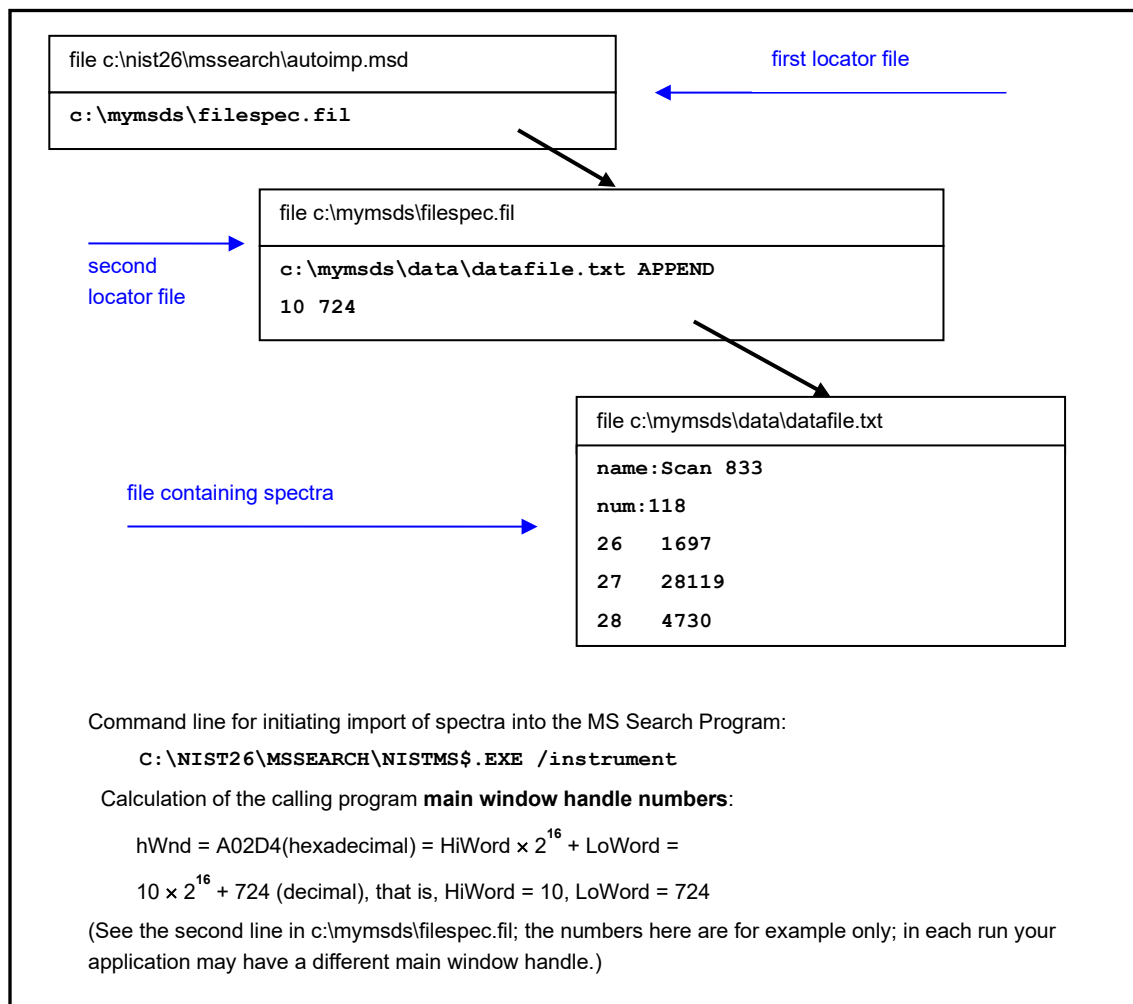 file c:\nist26\mssearch\autoimp.msd
first locator file
c:\mymsds\filespec.fil
file c:\mymsds\filespec.fil
second
locator file
c:\mymsds\data\datafile.txt APPEND
10 724
file c:\mymsds\data\datafile.txt
file containing spectra
name:Scan 833
num:118
26 1697
27 28119
28 4730
Command line for initiating import of spectra into the MS Search Program:
C:\NIST26\MSSEARCH\NISTMS$.EXE /instrument
Calculation of the calling program main window handle numbers:
hWnd = A02D4(hexadecimal) = HiWord × 2^16 + LoWord =
10 × 2^16 + 724 (decimal), that is, HiWord = 10, LoWord = 724
(See the second line in c:\mymsds\filespec.fil; the numbers here are for example only; in each run your
application may have a different main window handle.)